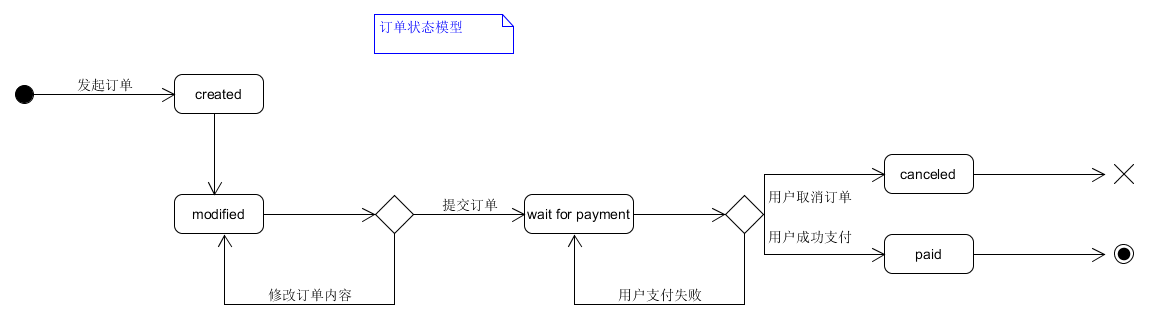 订单状态模型
发起订单
created
modified
提交订单
wait for payment
canceled
用户取消订单
用户成功支付
paid
修改订单内容
用户支付失败